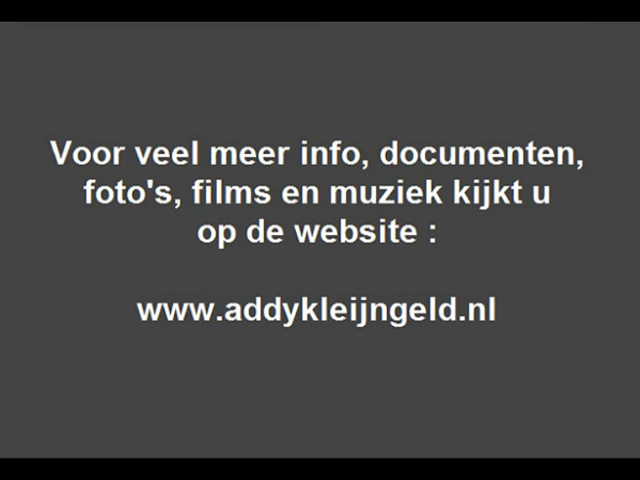 Voor veel meer info, documenten,
foto's, films en muziek kijkt u
op de website :
www.addykleijngeld.nl